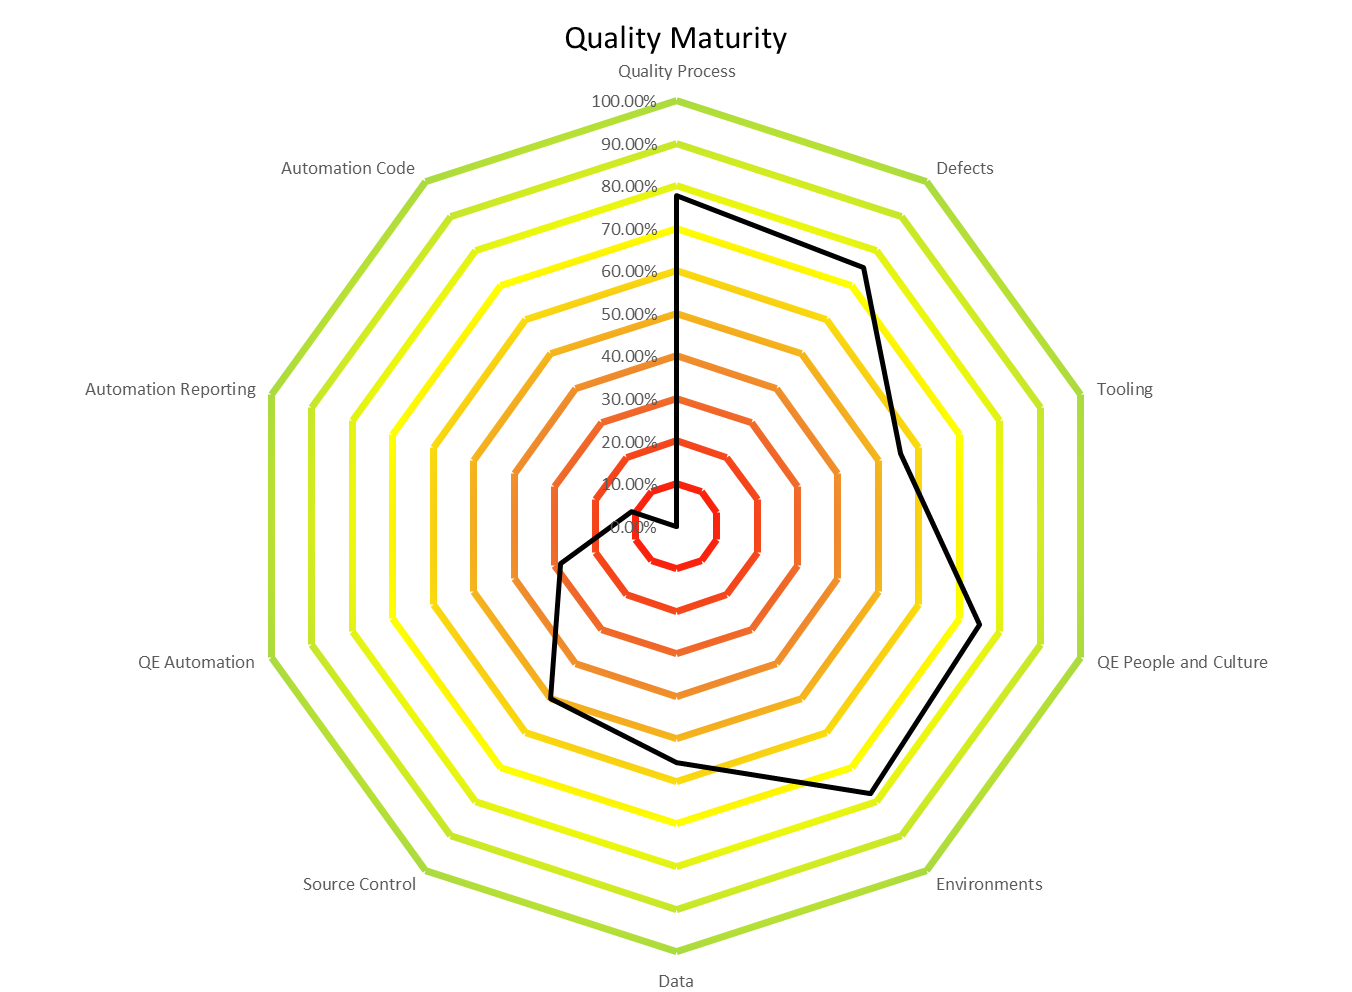 Quality Maturity
Quality Process
100.00%
90.00%
Automation Code
Defects
80.00%
70.00%
60.00%
50.00%
40.00%
Automation Reporting
Tooling
30.00%
20.00%
10.00%
0.00%
QE Automation
QE People and Culture
Source Control
Environments
Data